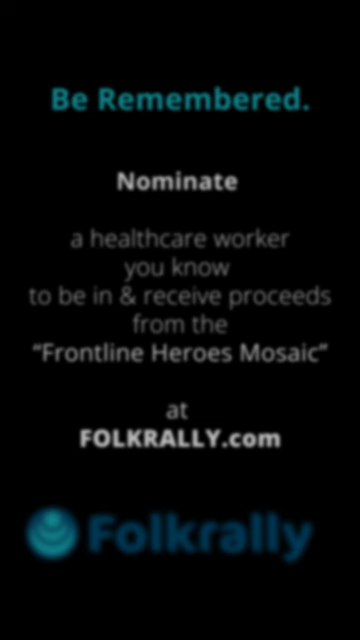 Be Remembered.
Nominate
a healthcare worker
you know
to be in & receive proceeds
from the
“Frontline Heroes Mosaic”
at
FOLKRALLY.com
Folkrally